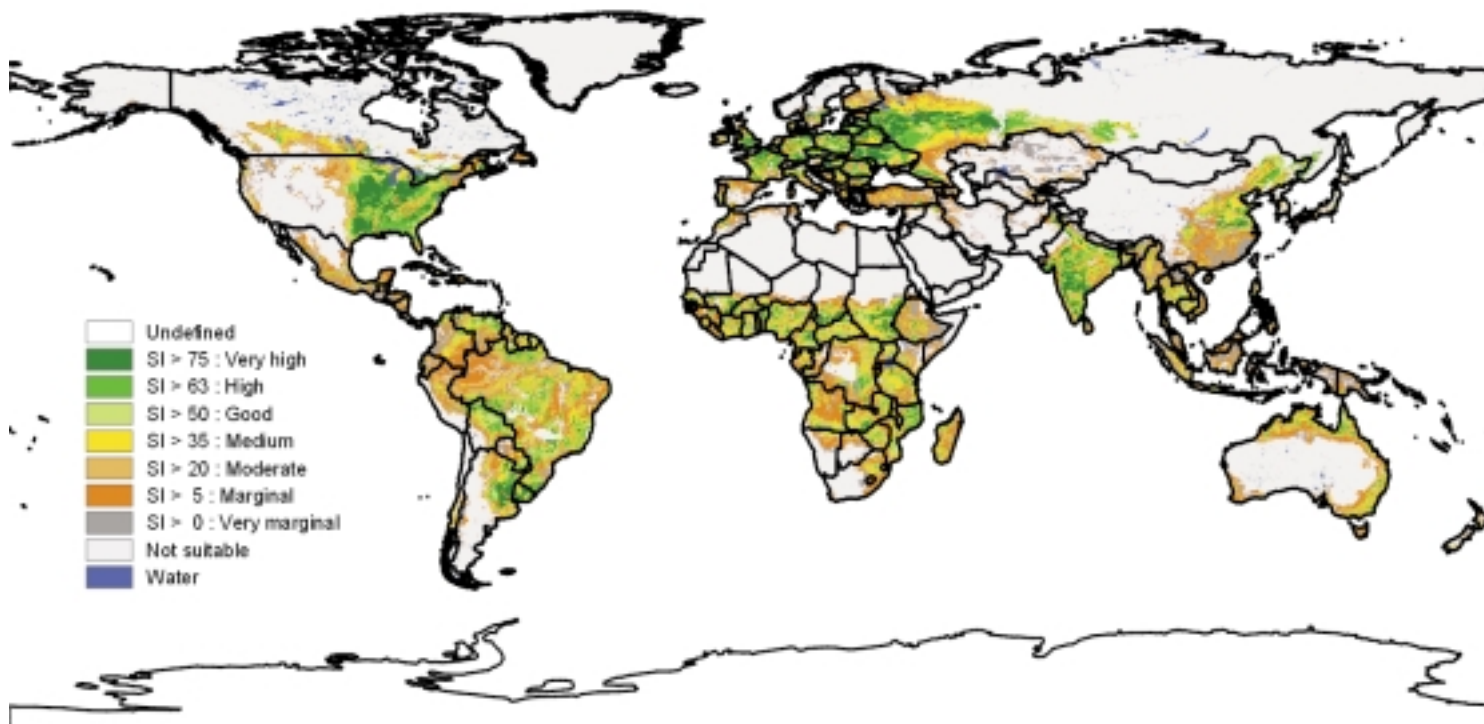 Undefined
SI > 75 : Very high
SI > 63 : High
SI > 50 : Good
SI > 35 : Medium
SI > 20 : Moderate
SI > 5 : Marginal
SI > 0 : Very marginal
Not suitable
Water